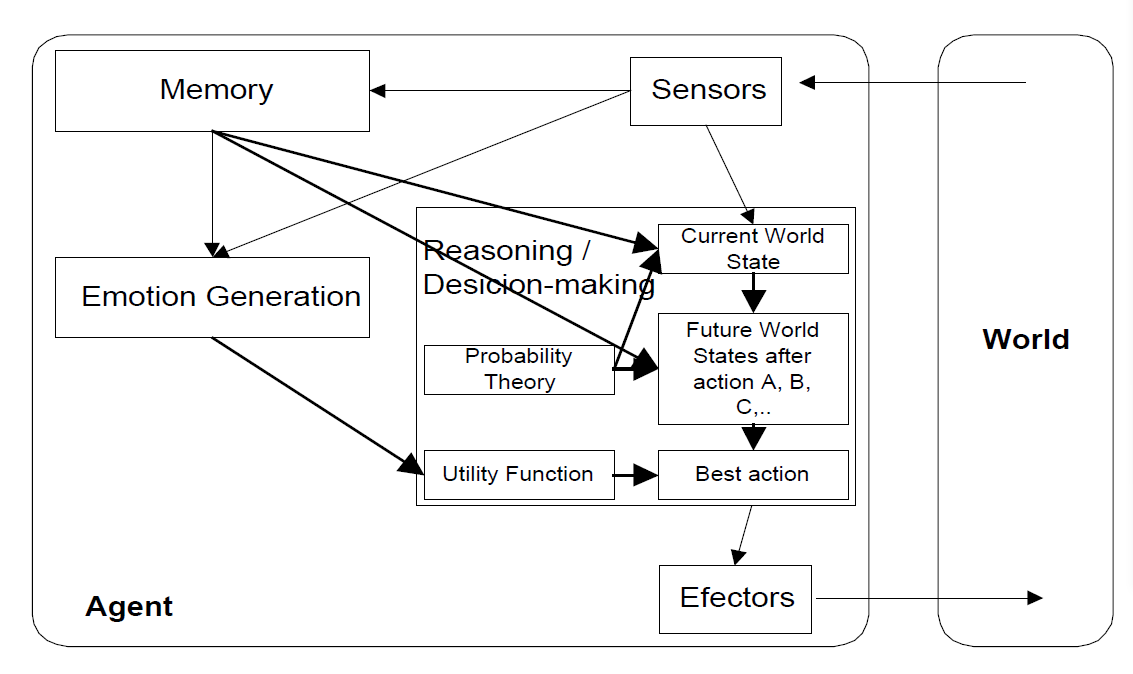 Memory
Sensors
Reasoning /
Desicion-making
Current World
State
Emotion Generation
Future World
States after
action A, B,
C,..
Probability
Theory
World
Utility Function
Best action
Efectors
Agent